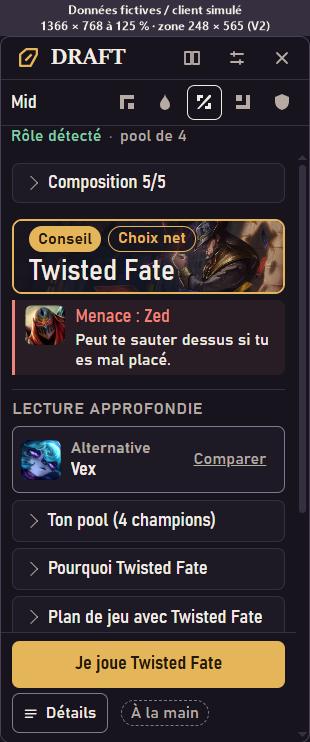 Données fictives / client simulé
1366 × 768 à 125 % · zone 248 × 565 (V2)
DRAFT
Mid
Rôle détecté · pool de 4
Composition 5/5
Conseil Choix net
Twisted Fate
Menace : Zed
Peut te sauter dessus si tu
es mal placé.
LECTURE APPROFONDIE
Alternative
Vex
Comparer
Ton pool (4 champions)
Pourquoi Twisted Fate
Plan de jeu avec Twisted Fate
Je joue Twisted Fate
Détails À la main